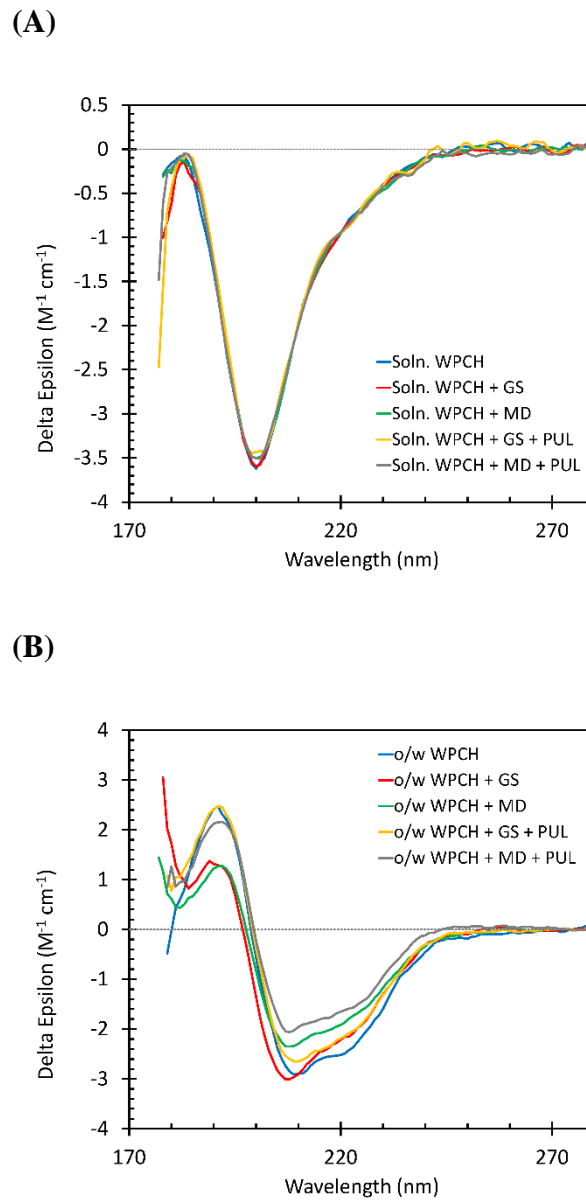 (A)
0.5
0
-0.5
-1
-1.5
-2
-2.5
-3
-3.5
-4
Delta Epsilon (M-1 cm-1)
Soln. WPCH
Soln. WPCH + GS
Soln. WPCH + MD
Soln. WPCH + GS + PUL
Soln. WPCH + MD + PUL
170 220 270
Wavelength (nm)
(B)
4
3
2
1
0
-1
-2
-3
-4
Delta Epsilon (M-1 cm-1)
o/w WPCH
o/w WPCH + GS
o/w WPCH + MD
o/w WPCH + GS + PUL
o/w WPCH + MD + PUL
170 220 270
Wavelength (nm)